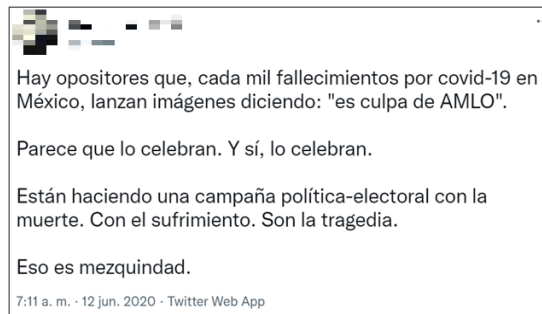 Hay opositores que, cada mil fallecimientos por covid-19 en
México, lanzan imágenes diciendo: "es culpa de AMLO".
Parece que lo celebran. Y sí, lo celebran.
Están haciendo una campaña política-electoral con la
muerte. Con el sufrimiento. Son la tragedia.
Eso es mezquindad.
7:11 a. m. · 12 jun. 2020 · Twitter Web App